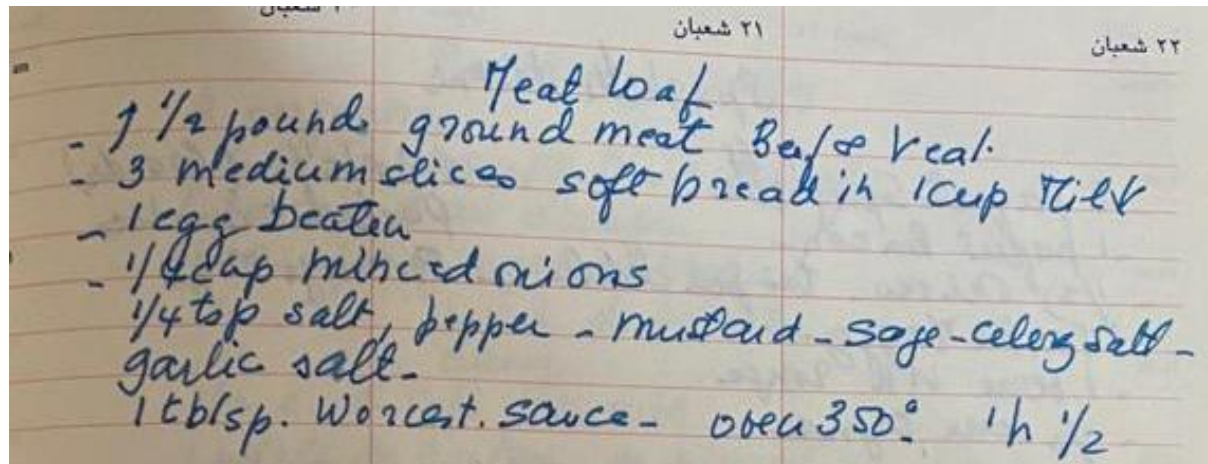 ٢١ شعبان
٢٢ شعبان
Meat loaf
- 1 1/2 pound ground meat Beef or Veal.
- 3 medium slices soft bread in 1 cup Milk
- 1 egg beaten
- 1/4 cup minced onions
1/4 tsp salt, pepper - mustard - sage - celery salt -
garlic salt -
1 tblsp. Worcest. sauce - oven 350° 1h 1/2